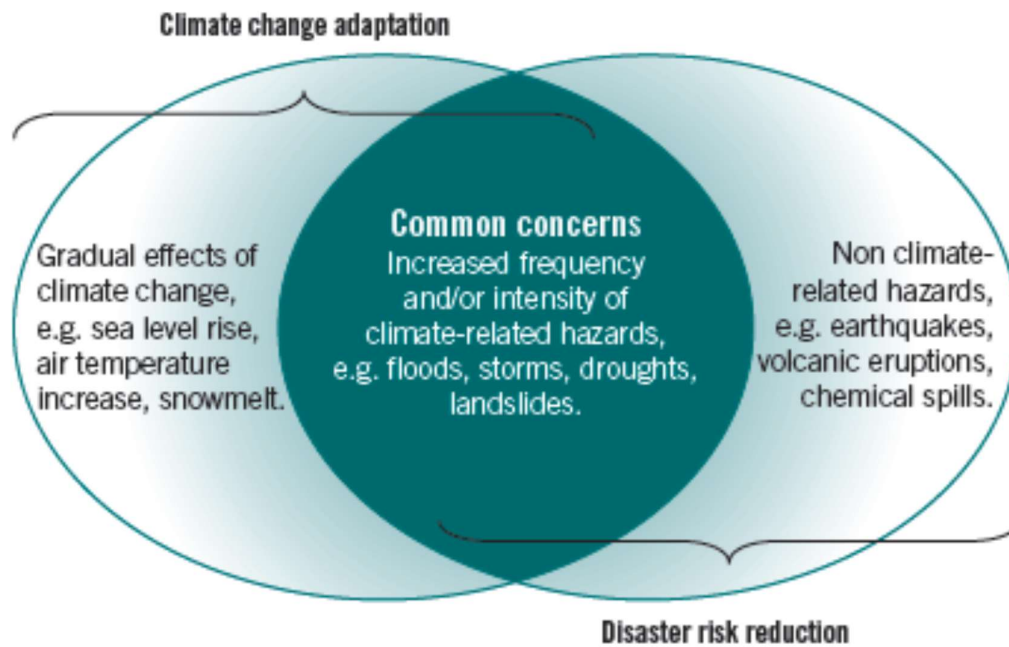 Climate change adaptation
Gradual effects of
climate change,
e.g. sea level rise,
air temperature
increase, snowmelt.
Common concerns
Increased frequency
and/or intensity of
climate-related hazards,
e.g. floods, storms, droughts,
landslides.
Non climate-
related hazards,
e.g. earthquakes,
volcanic eruptions,
chemical spills.
Disaster risk reduction